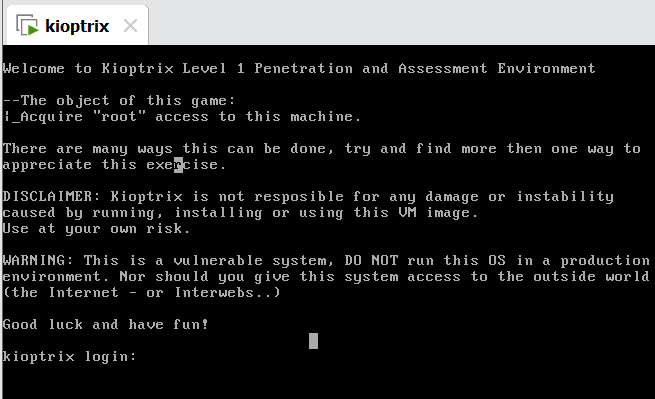 kioptrix
Welcome to Kioptrix Level 1 Penetration and Assessment Environment
--The object of this game:
|_Acquire "root" access to this machine.
There are many ways this can be done, try and find more then one way to
appreciate this exercise.
DISCLAIMER: Kioptrix is not resposible for any damage or instability
caused by running, installing or using this VM image.
Use at your own risk.
WARNING: This is a vulnerable system, DO NOT run this OS in a production
environment. Nor should you give this system access to the outside world
(the Internet - or Interwebs..)
Good luck and have fun!
kioptrix login: